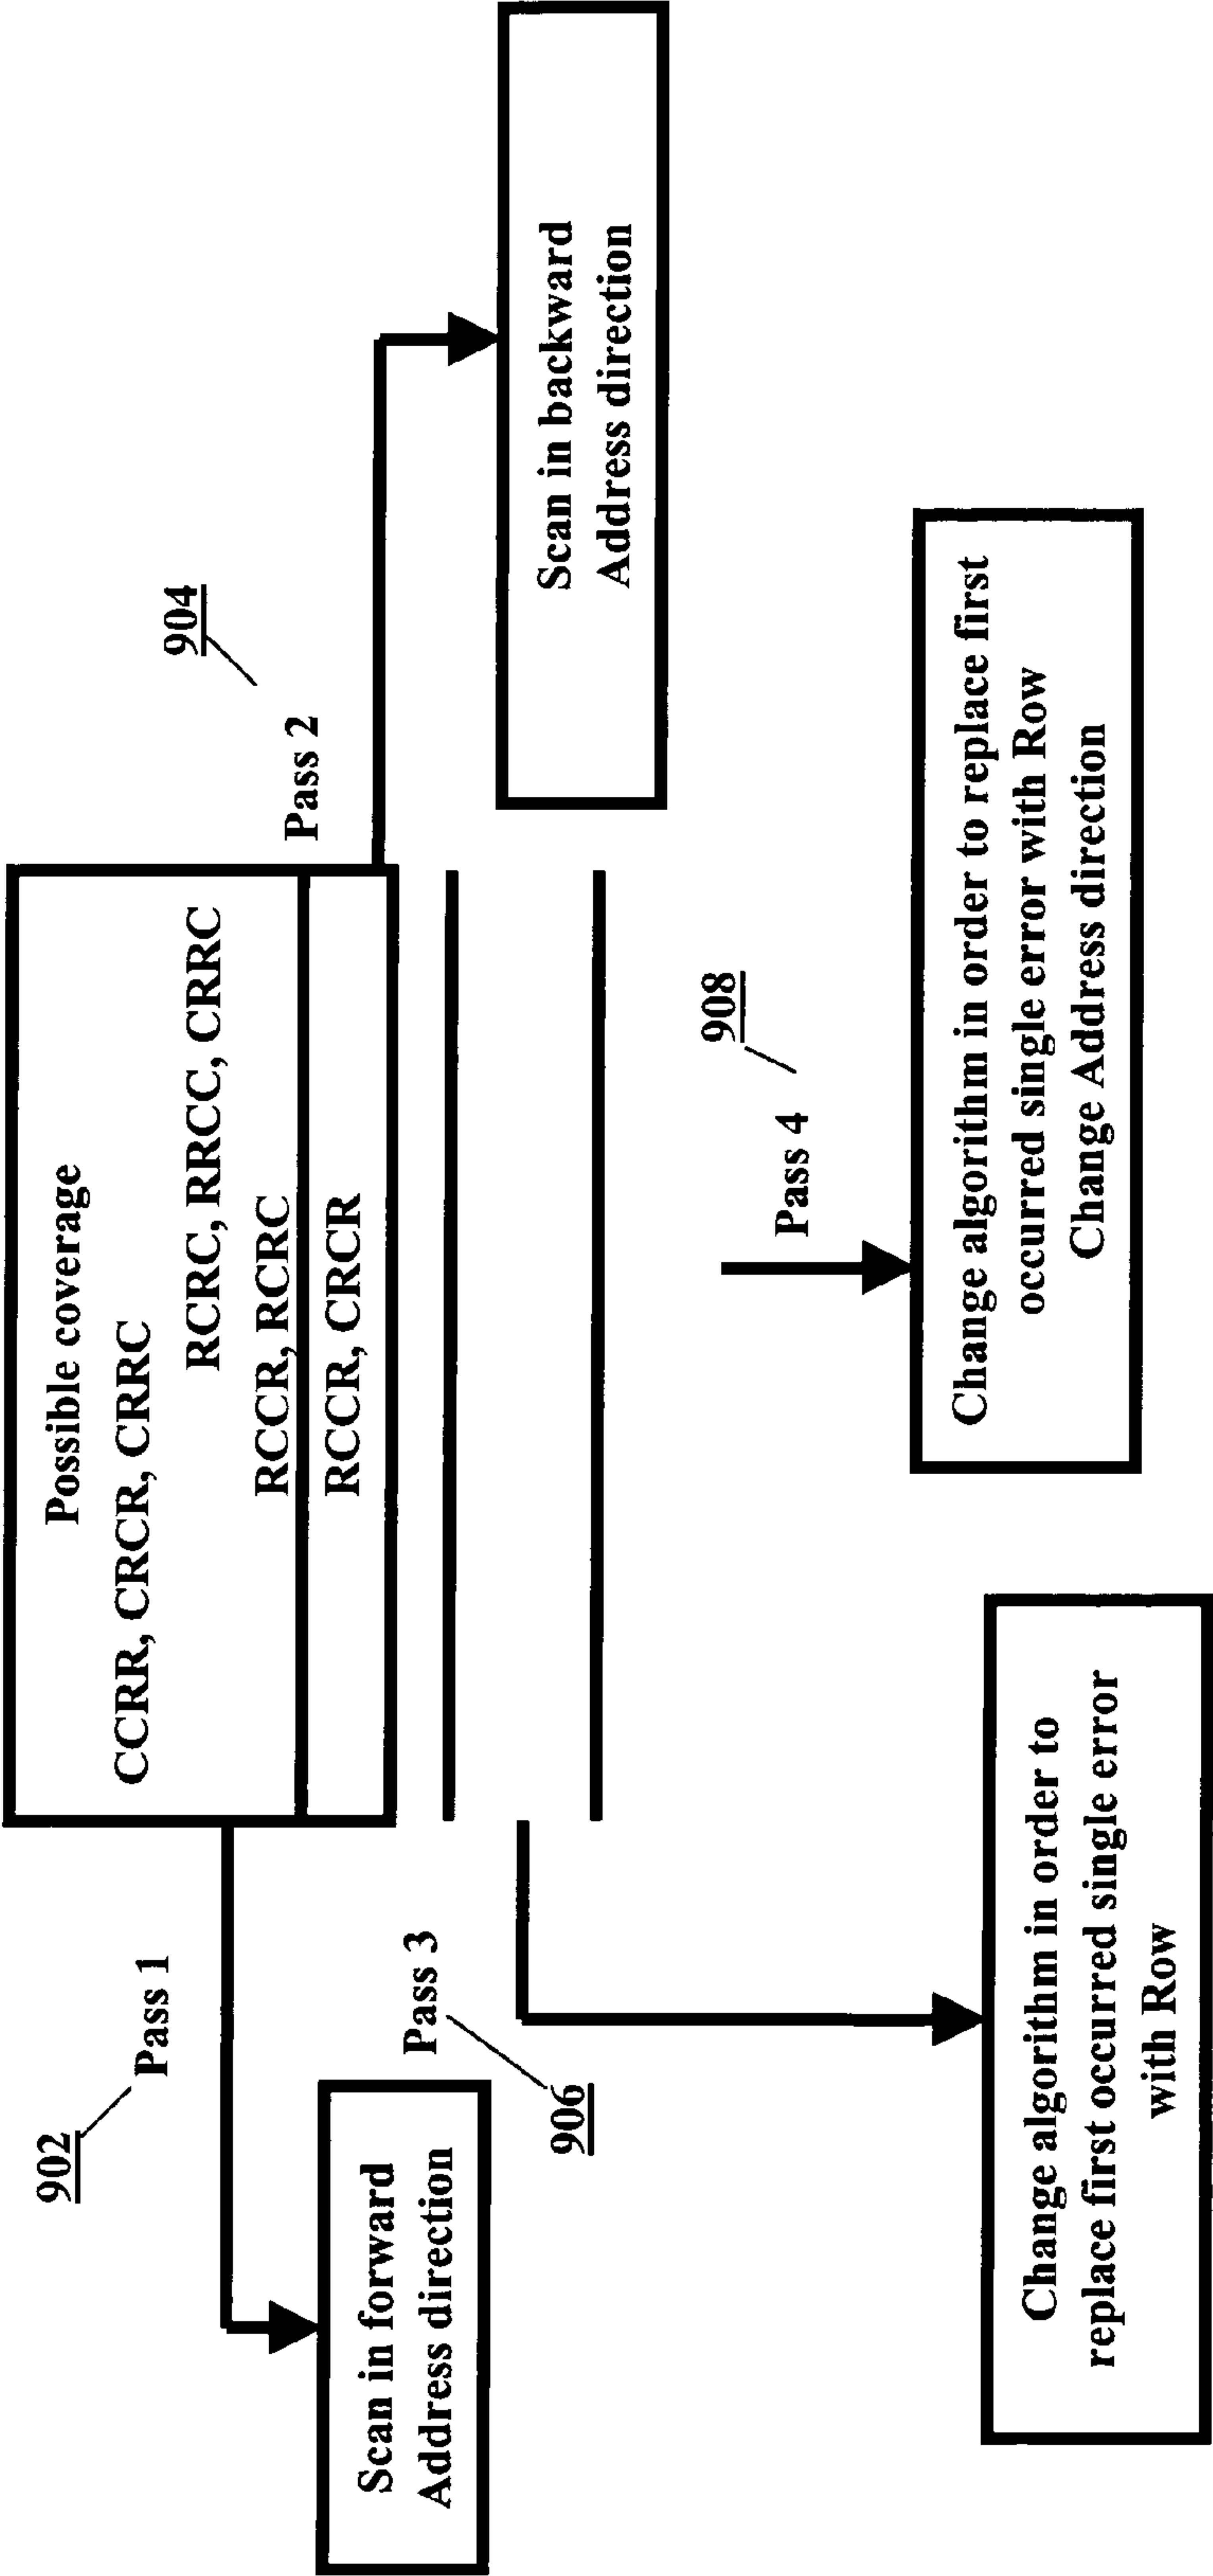 902
Pass 1
Scan in forward
Address direction
Possible coverage
CCRR, CRCR, CRRC
RCRC, RRCC, CRRC
RCCR, RCRC
RCCR, CRCR
904
Pass 2
Scan in backward
Address direction
Pass 3
906
Change algorithm in order to
replace first occurred single error
with Row
908
Pass 4
Change algorithm in order to replace first
occurred single error with Row
Change Address direction